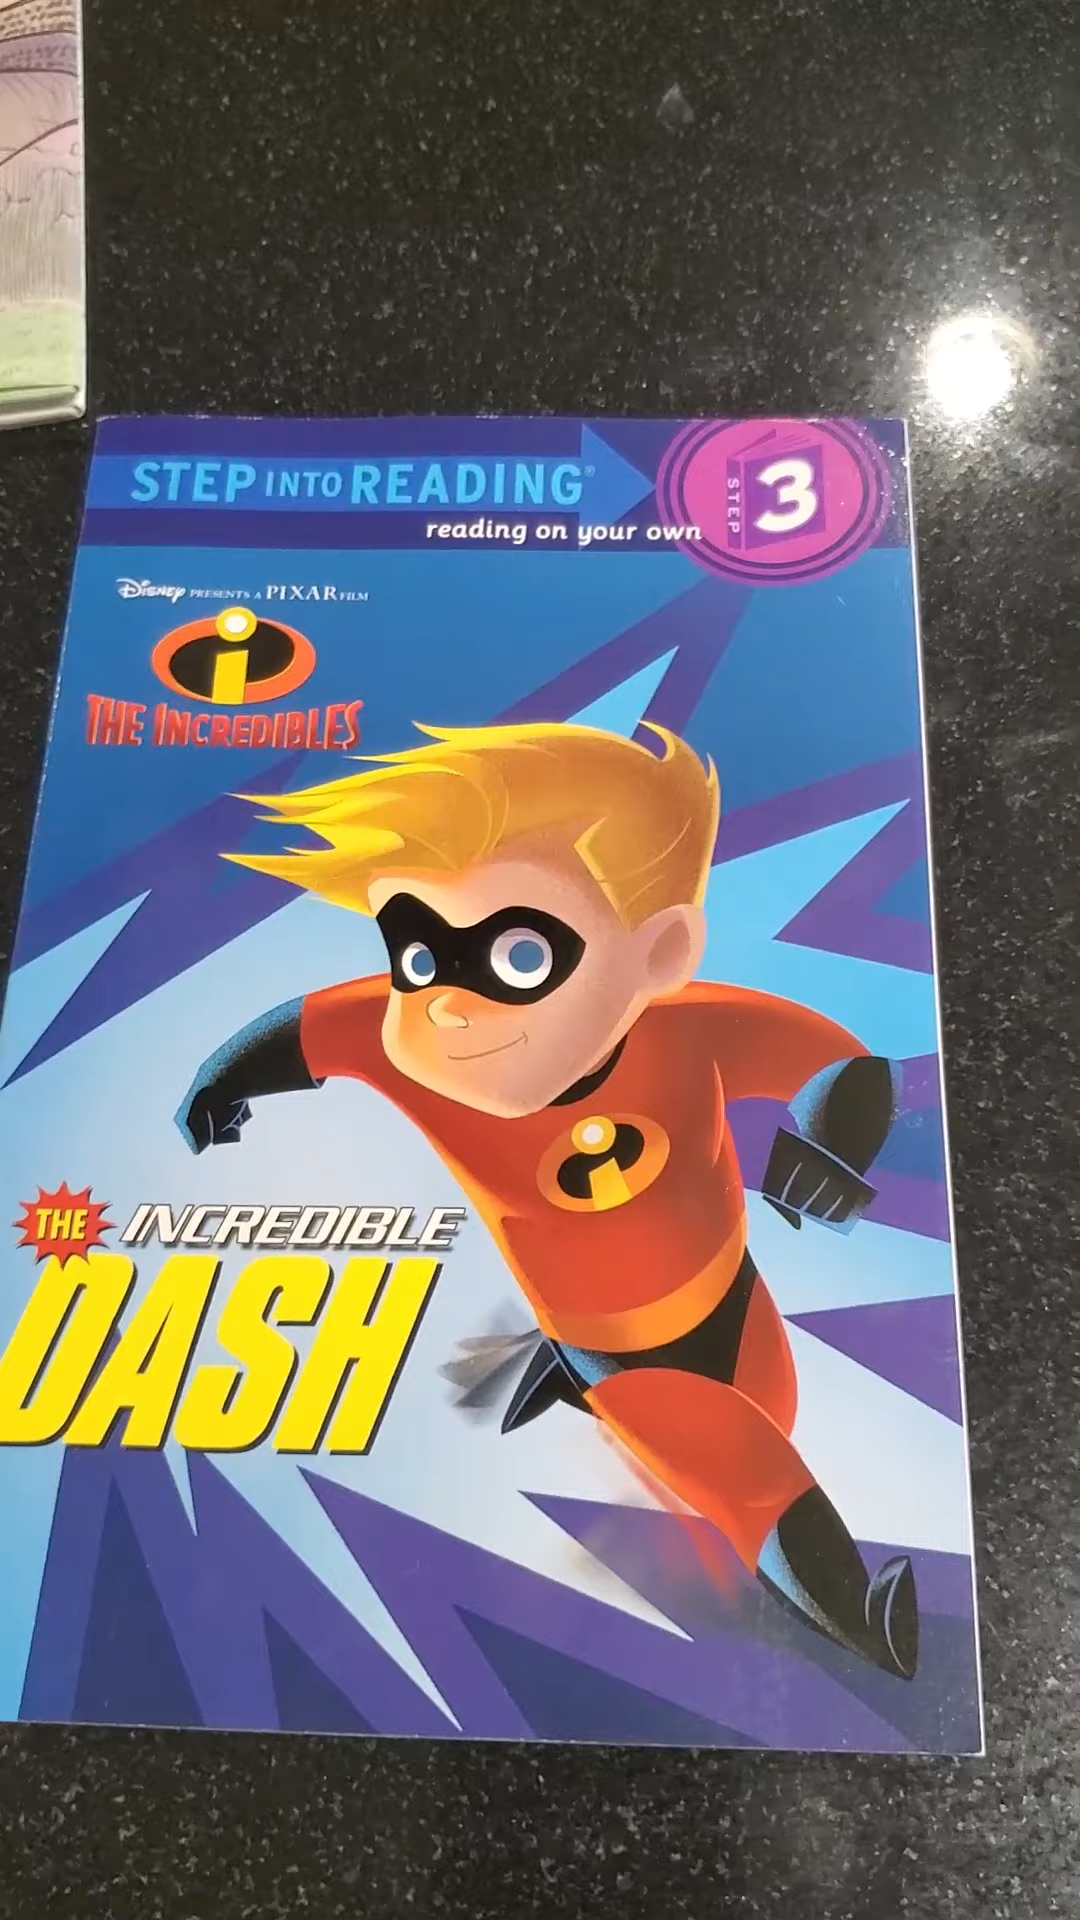 STEP INTO READING®
reading on your own
STEP 3
DISNEY PRESENTS A PIXAR FILM
i
THE INCREDIBLES
i
THE INCREDIBLE
DASH